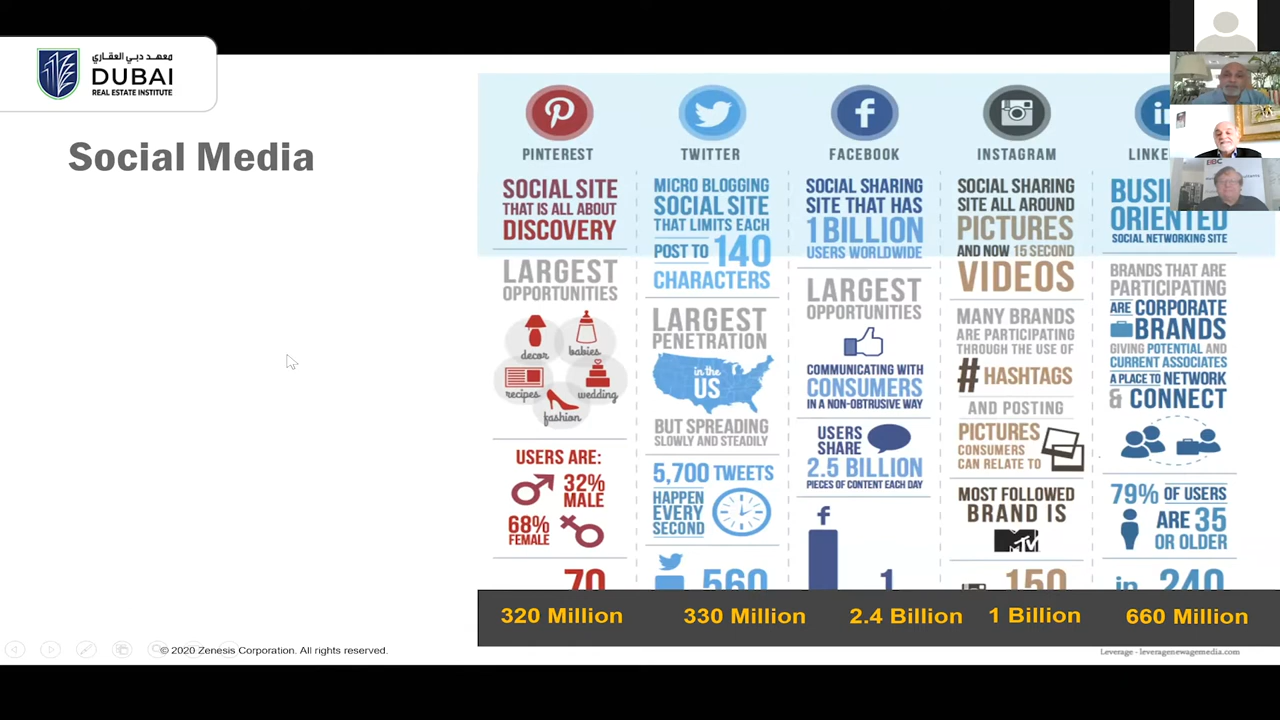 معهد دبي العقاري
DUBAI
REAL ESTATE INSTITUTE
Social Media
PINTEREST
SOCIAL SITE
THAT IS ALL ABOUT
DISCOVERY
LARGEST
OPPORTUNITIES
decor
babies
recipes
wedding
fashion
USERS ARE:
32%
MALE
68%
FEMALE
70
320 Million
TWITTER
MICRO BLOGGING
SOCIAL SITE
THAT LIMITS EACH
POST TO 140
CHARACTERS
LARGEST
PENETRATION
in the
US
BUT SPREADING
SLOWLY AND STEADILY
5,700 TWEETS
HAPPEN
EVERY
SECOND
560
330 Million
FACEBOOK
SOCIAL SHARING
SITE THAT HAS
1 BILLION
USERS WORLDWIDE
LARGEST
OPPORTUNITIES
COMMUNICATING WITH
CONSUMERS
IN A NON-OBTRUSIVE WAY
USERS
SHARE
2.5 BILLION
PIECES OF CONTENT EACH DAY
1
2.4 Billion
INSTAGRAM
SOCIAL SHARING
SITE ALL AROUND
PICTURES
AND NOW 15 SECOND
VIDEOS
MANY BRANDS
ARE PARTICIPATING
THROUGH THE USE OF
# HASHTAGS
AND POSTING
PICTURES
CONSUMERS
CAN RELATE TO
MOST FOLLOWED
BRAND IS
MTV
150
1 Billion
ORIENTED
SOCIAL NETWORKING SITE
BRANDS THAT ARE
PARTICIPATING
ARE CORPORATE
BRANDS
GIVING POTENTIAL AND
CURRENT ASSOCIATES
A PLACE TO NETWORK
& CONNECT
79% OF USERS
ARE 35
OR OLDER
in 240
660 Million
© 2020 Zenesis Corporation. All rights reserved.
Leverage - leveragenewagemedia.com